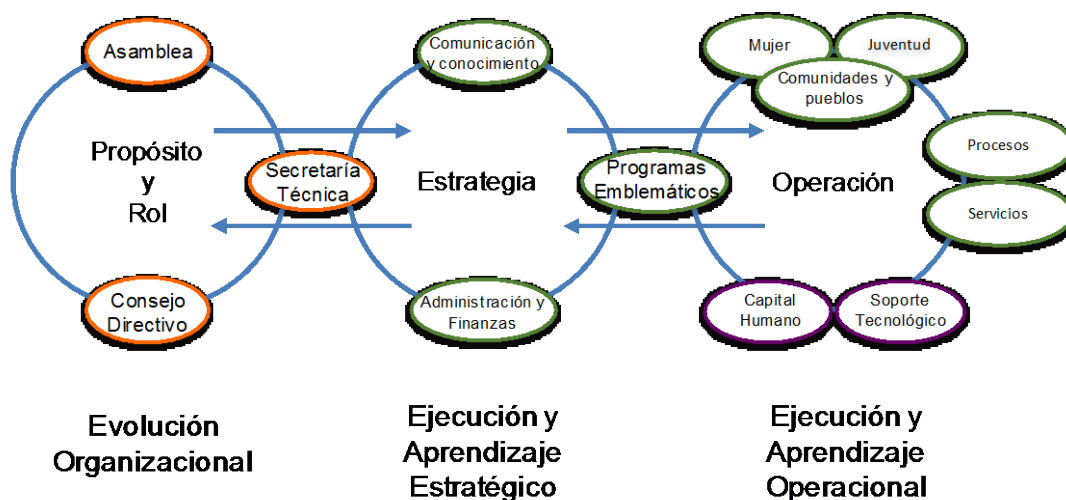 Asamblea
Propósito
y
Rol
Consejo
Directivo
Secretaría
Técnica
Comunicación
y conocimiento
Estrategia
Administración y
Finanzas
Programas
Emblemáticos
Mujer
Juventud
Comunidades y
pueblos
Operación
Procesos
Servicios
Capital
Humano
Soporte
Tecnológico
Evolución
Organizacional
Ejecución y
Aprendizaje
Estratégico
Ejecución y
Aprendizaje
Operacional